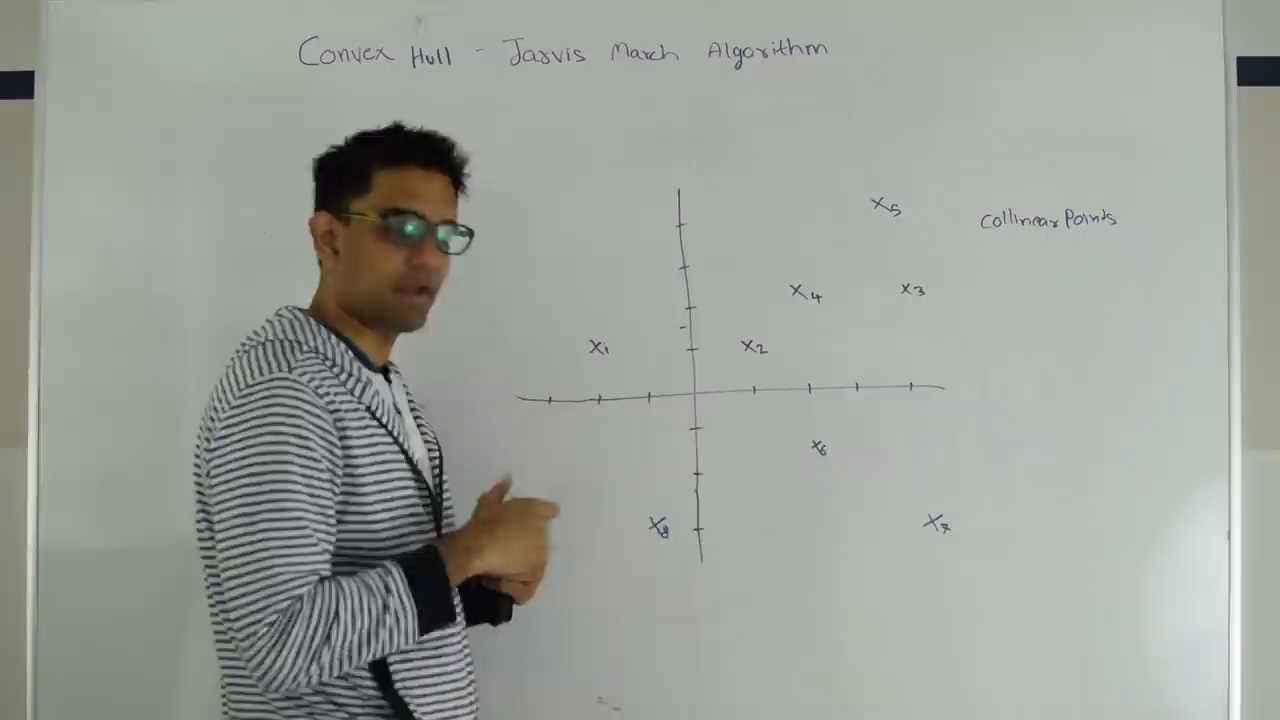 Convex Hull - Jarvis March Algorithm
x5
Collinear Points
x4
x3
x1
x2
x6
x8
x7